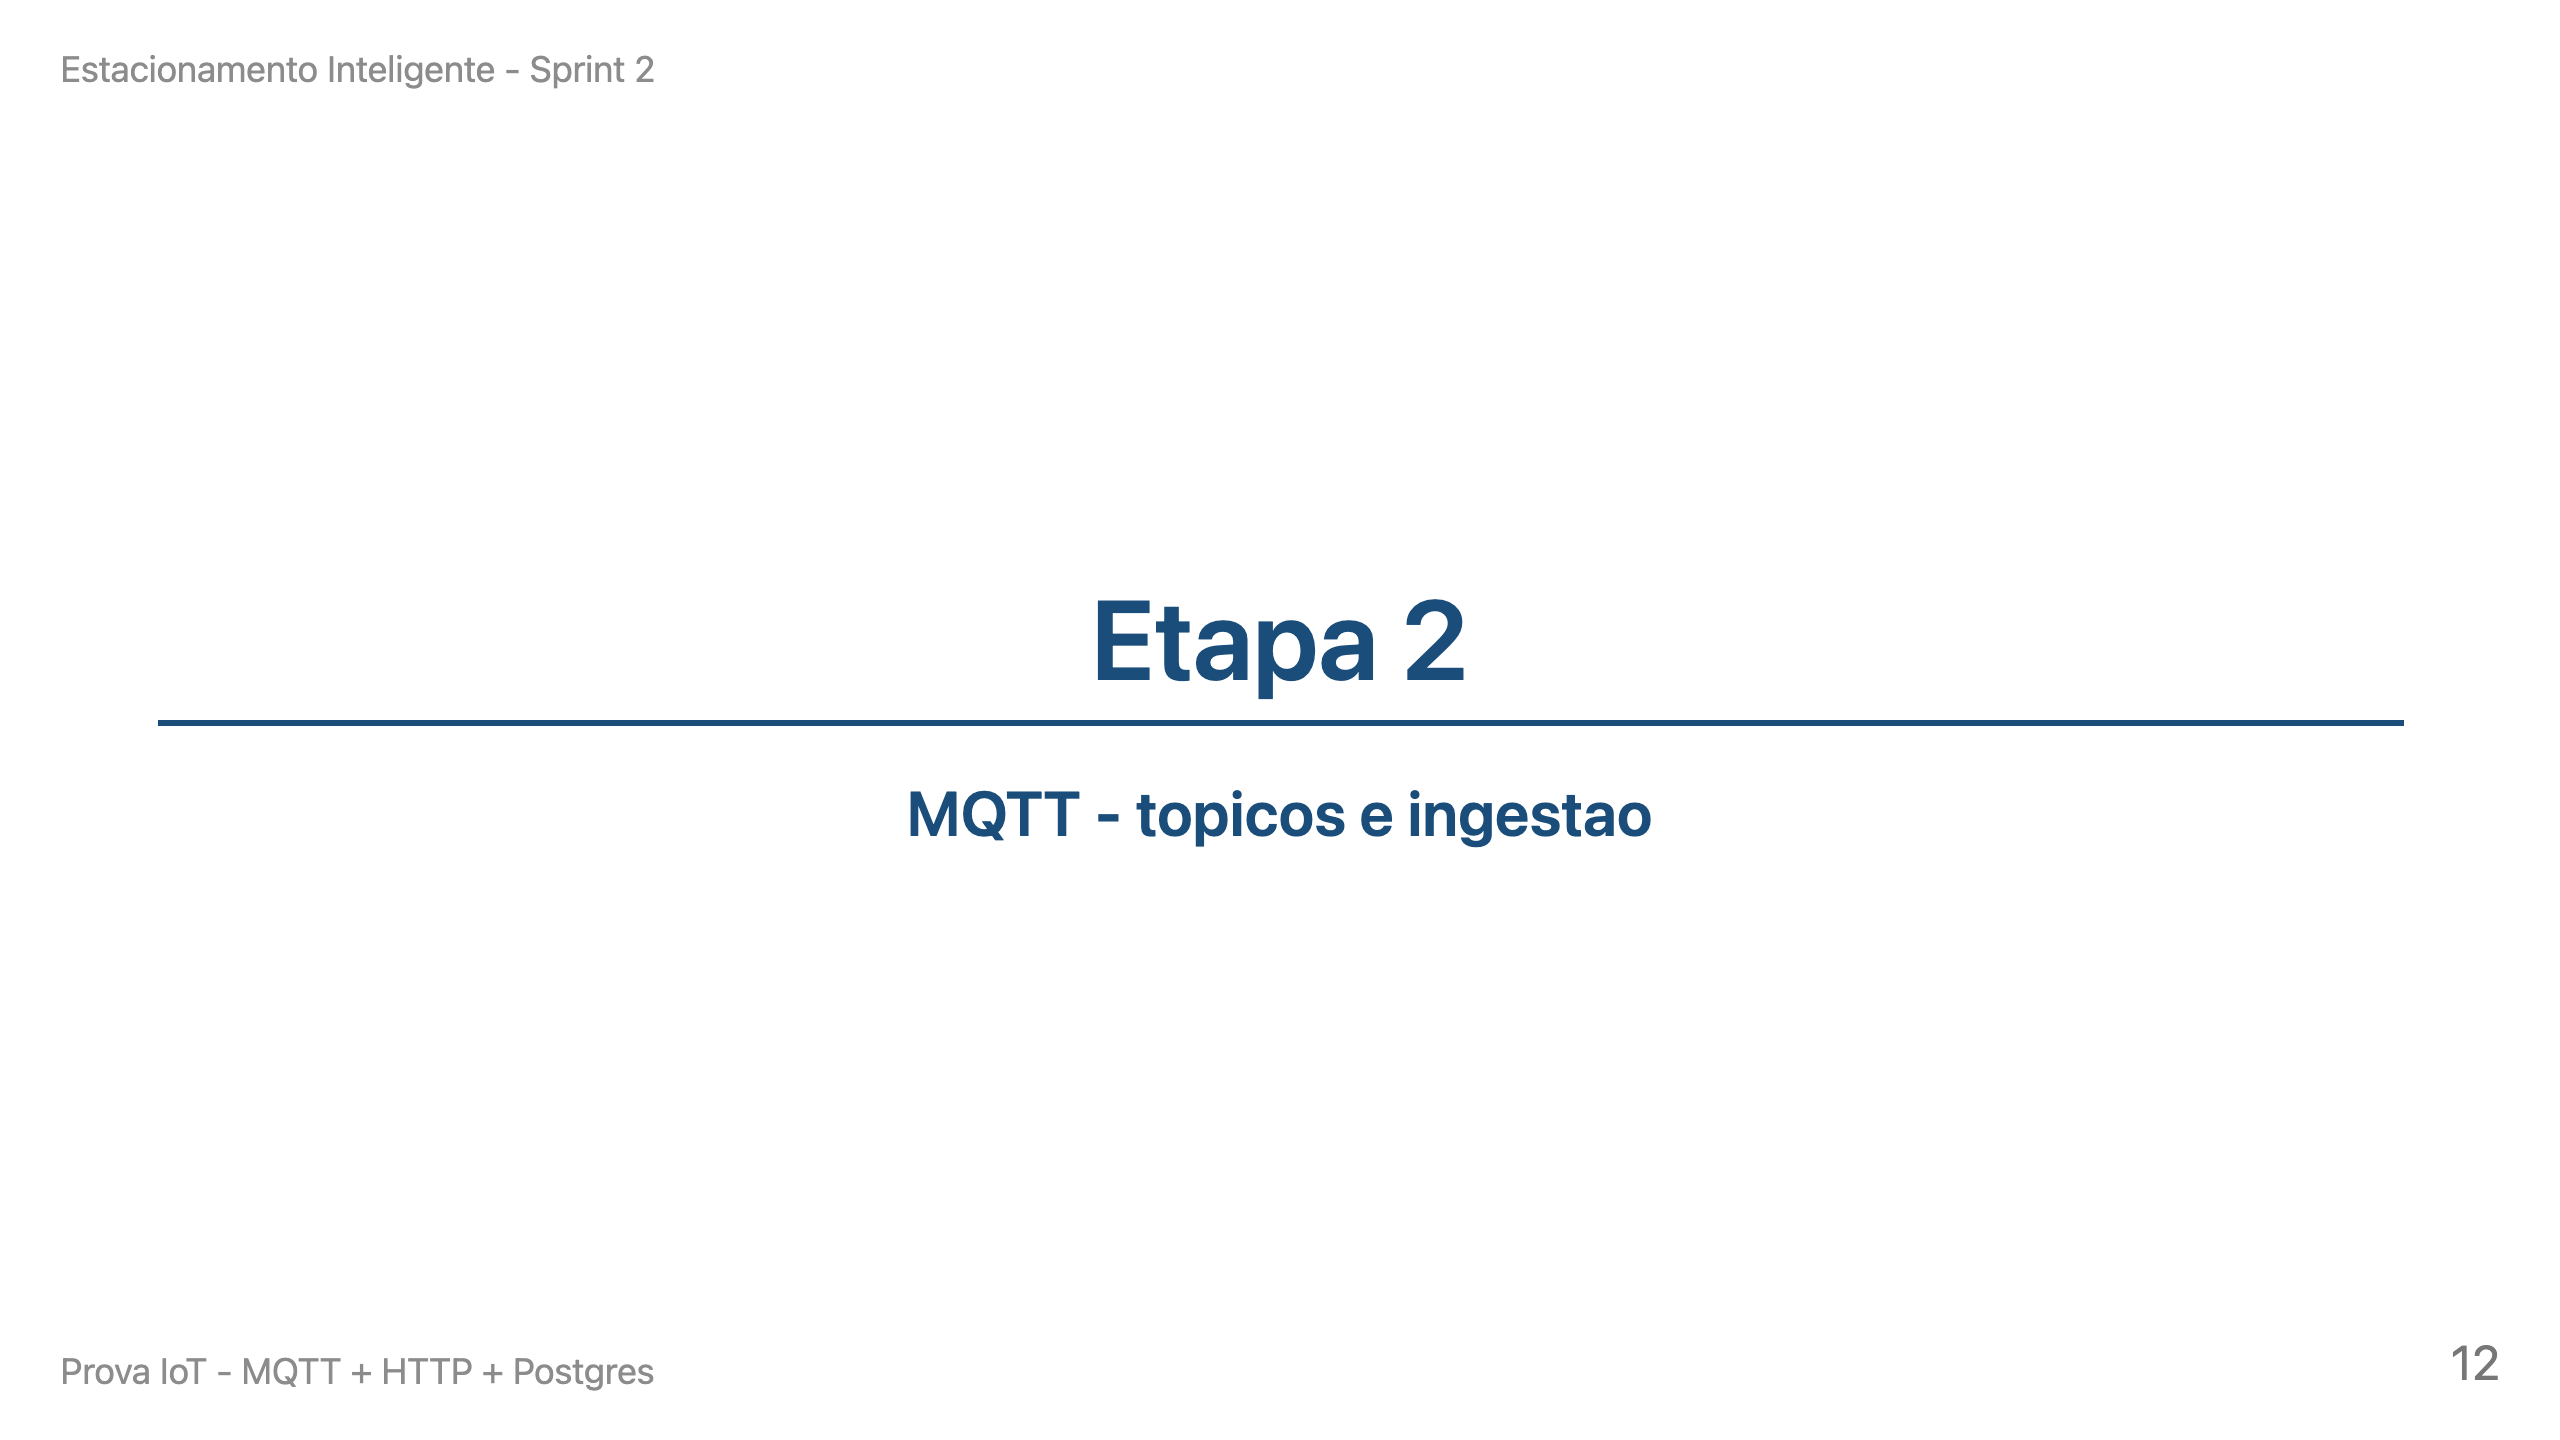 Estacionamento Inteligente - Sprint 2
Etapa 2
MQTT - topicos e ingestao
Prova IoT - MQTT + HTTP + Postgres
12